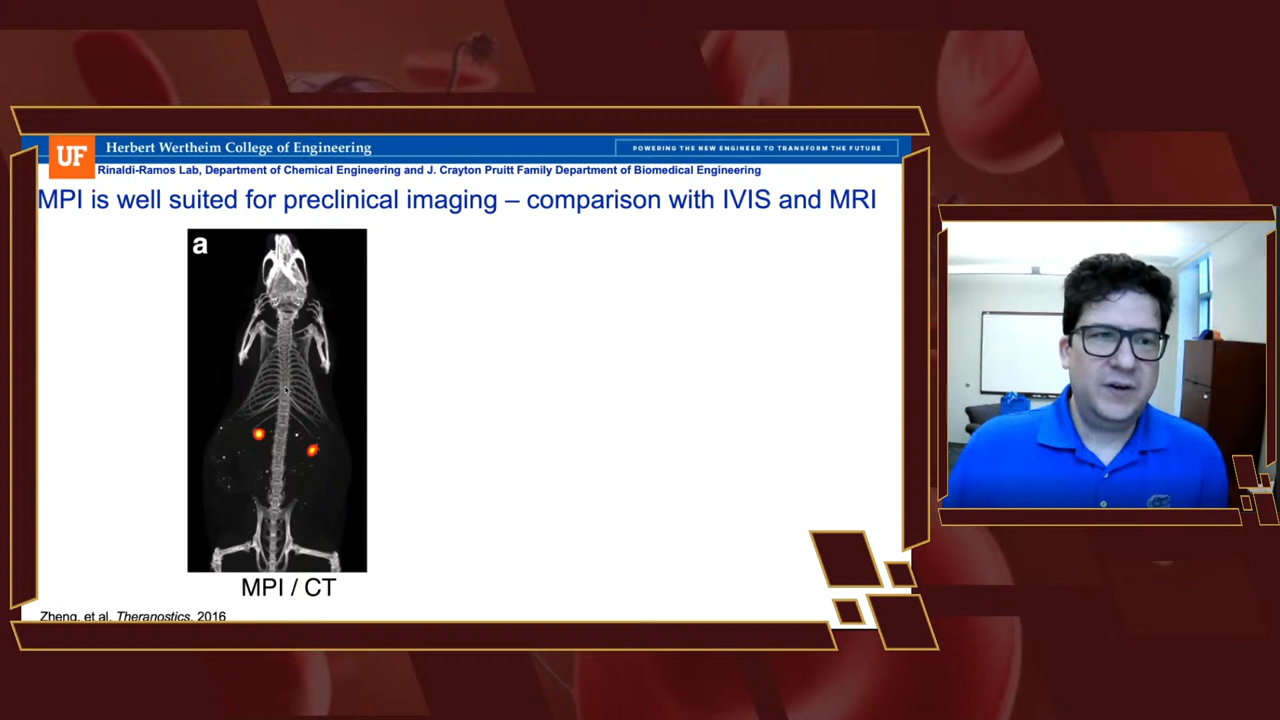 UF
Herbert Wertheim College of Engineering
POWERING THE NEW ENGINEER TO TRANSFORM THE FUTURE
Rinaldi-Ramos Lab, Department of Chemical Engineering and J. Crayton Pruitt Family Department of Biomedical Engineering
MPI is well suited for preclinical imaging – comparison with IVIS and MRI
a
MPI / CT
Zheng, et al. Theranostics, 2016